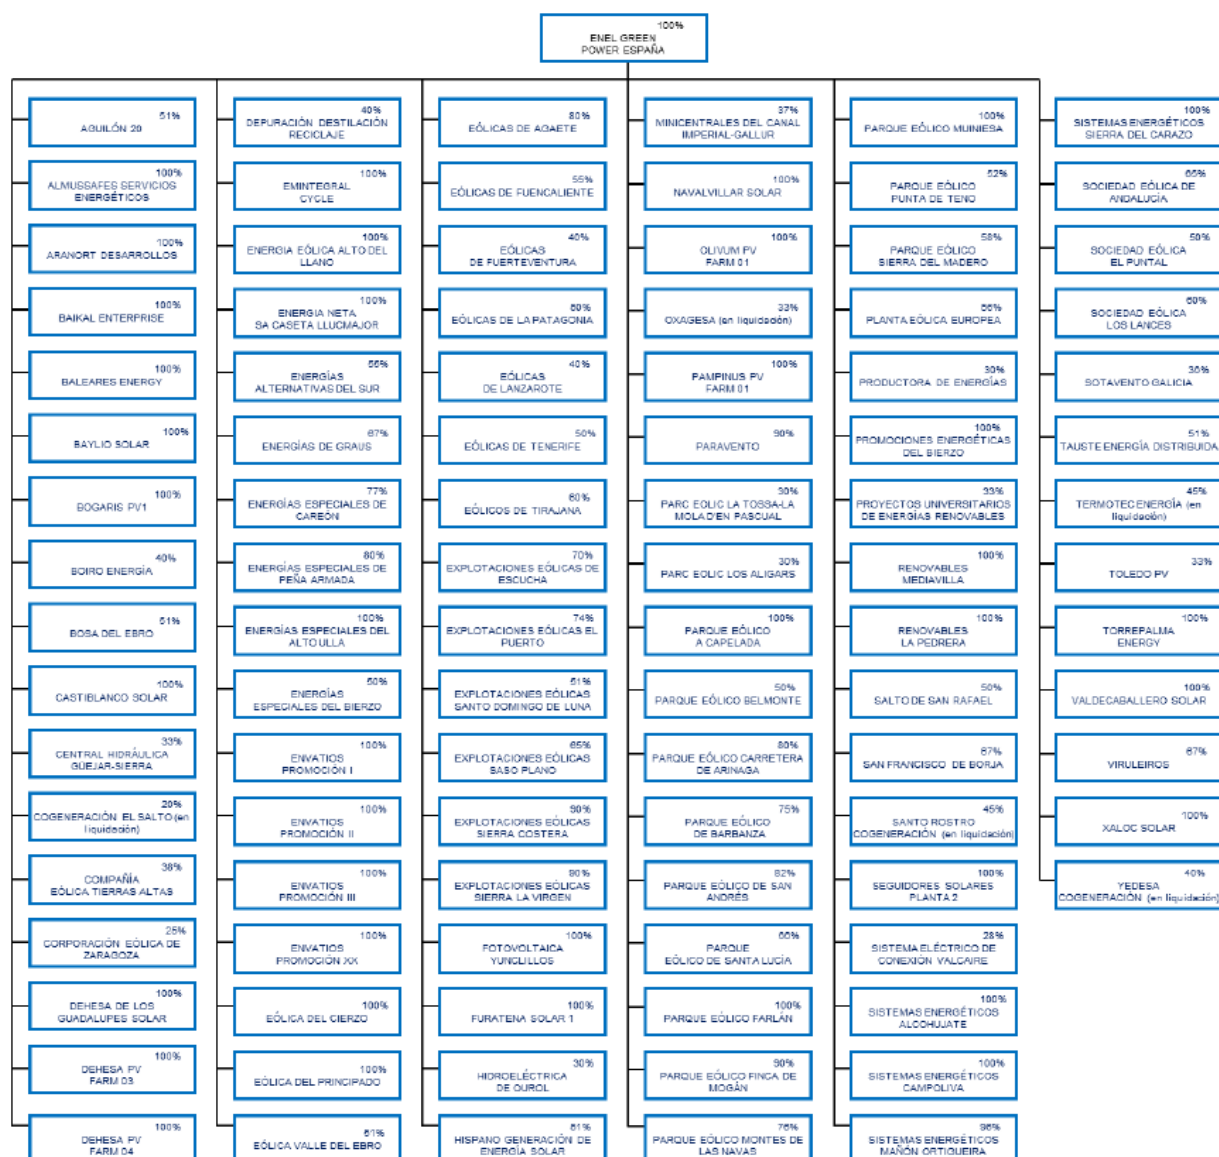 100%
ENEL GREEN
POWER ESPAÑA
51%
AGUILÓN 20
100%
ALMUSSAFES SERVICIOS
ENERGÉTICOS
100%
ARANORT DESARROLLOS
100%
BAIKAL ENTERPRISE
100%
BALEARES ENERGY
100%
BAYLIO SOLAR
100%
BOGARIS PV1
40%
BOIRO ENERGÍA
51%
BOSA DEL EBRO
100%
CASTIBLANCO SOLAR
33%
CENTRAL HIDRÁULICA
GÜEJAR-SIERRA
20%
COGENERACIÓN EL SALTO (en
liquidación)
38%
COMPAÑÍA
EÓLICA TIERRAS ALTAS
25%
CORPORACIÓN EÓLICA DE
ZARAGOZA
100%
DEHESA DE LOS
GUADALUPES SOLAR
100%
DEHESA PV
FARM 03
100%
DEHESA PV
FARM 04
40%
DEPURACIÓN DESTILACIÓN
RECICLAJE
100%
EMINTEGRAL
CYCLE
100%
ENERGIA EÓLICA ALTO DEL
LLANO
100%
ENERGIA NETA
SA CASETA LLUCMAJOR
55%
ENERGÍAS
ALTERNATIVAS DEL SUR
67%
ENERGÍAS DE GRAUS
77%
ENERGÍAS ESPECIALES DE
CAREÓN
80%
ENERGÍAS ESPECIALES DE
PEÑA ARMADA
100%
ENERGÍAS ESPECIALES DEL
ALTO ULLA
50%
ENERGÍAS
ESPECIALES DEL BIERZO
100%
ENVATIOS
PROMOCIÓN I
100%
ENVATIOS
PROMOCIÓN II
100%
ENVATIOS
PROMOCIÓN III
100%
ENVATIOS
PROMOCIÓN XX
100%
EÓLICA DEL CIERZO
100%
EÓLICA DEL PRINCIPADO
51%
EÓLICA VALLE DEL EBRO
80%
EÓLICAS DE AGAETE
55%
EÓLICAS DE FUENCALIENTE
40%
EÓLICAS
DE FUERTEVENTURA
50%
EÓLICAS DE LA PATAGONIA
40%
EÓLICAS
DE LANZAROTE
50%
EÓLICAS DE TENERIFE
60%
EÓLICOS DE TIRAJANA
70%
EXPLOTACIONES EÓLICAS DE
ESCUCHA
74%
EXPLOTACIONES EÓLICAS EL
PUERTO
51%
EXPLOTACIONES EÓLICAS
SANTO DOMINGO DE LUNA
65%
EXPLOTACIONES EÓLICAS
SASO PLANO
90%
EXPLOTACIONES EÓLICAS
SIERRA COSTERA
90%
EXPLOTACIONES EÓLICAS
SIERRA LA VIRGEN
100%
FOTOVOLTAICA
YUNCLILLOS
100%
FURATENA SOLAR 1
30%
HIDROELÉCTRICA
DE OUROL
51%
HISPANO GENERACIÓN DE
ENERGÍA SOLAR
37%
MINICENTRALES DEL CANAL
IMPERIAL-GALLUR
100%
NAVALVILLAR SOLAR
100%
OLIVUM PV
FARM 01
33%
OXAGESA (en liquidación)
100%
PAMPINUS PV
FARM 01
90%
PARAVENTO
30%
PARC EOLIC LA TOSSA-LA
MOLA D'EN PASCUAL
30%
PARC EOLIC LOS ALIGARS
100%
PARQUE EÓLICO
A CAPELADA
50%
PARQUE EÓLICO BELMONTE
80%
PARQUE EÓLICO CARRETERA
DE ARINAGA
75%
PARQUE EÓLICO
DE BARBANZA
82%
PARQUE EÓLICO DE SAN
ANDRÉS
66%
PARQUE
EÓLICO DE SANTA LUCÍA
100%
PARQUE EÓLICO FARLÁN
90%
PARQUE EÓLICO FINCA DE
MOGÁN
76%
PARQUE EÓLICO MONTES DE
LAS NAVAS
100%
PARQUE EÓLICO MUNIESA
52%
PARQUE EÓLICO
PUNTA DE TENO
58%
PARQUE EÓLICO
SIERRA DEL MADERO
56%
PLANTA EÓLICA EUROPEA
30%
PRODUCTORA DE ENERGÍAS
100%
PROMOCIONES ENERGÉTICAS
DEL BIERZO
33%
PROYECTOS UNIVERSITARIOS
DE ENERGÍAS RENOVABLES
100%
RENOVABLES
MEDIAVILLA
100%
RENOVABLES
LA PEDRERA
50%
SALTO DE SAN RAFAEL
67%
SAN FRANCISCO DE BORJA
45%
SANTO ROSTRO
COGENERACIÓN (en liquidación)
100%
SEGUIDORES SOLARES
PLANTA 2
28%
SISTEMA ELÉCTRICO DE
CONEXIÓN VALCAIRE
100%
SISTEMAS ENERGÉTICOS
ALCOHUJATE
100%
SISTEMAS ENERGÉTICOS
CAMPOLIVA
96%
SISTEMAS ENERGÉTICOS
MAÑÓN ORTIGUEIRA
100%
SISTEMAS ENERGÉTICOS
SIERRA DEL CARAZO
65%
SOCIEDAD EÓLICA DE
ANDALUCÍA
50%
SOCIEDAD EÓLICA
EL PUNTAL
60%
SOCIEDAD EÓLICA
LOS LANCES
36%
SOTAVENTO GALICIA
51%
TAUSTE ENERGÍA DISTRIBUIDA
45%
TERMOTEC ENERGÍA (en
liquidación)
33%
TOLEDO PV
100%
TORREPALMA
ENERGY
100%
VALDECABALLERO SOLAR
67%
VIRULEIROS
100%
XALOC SOLAR
40%
YEDESA
COGENERACIÓN (en liquidación)